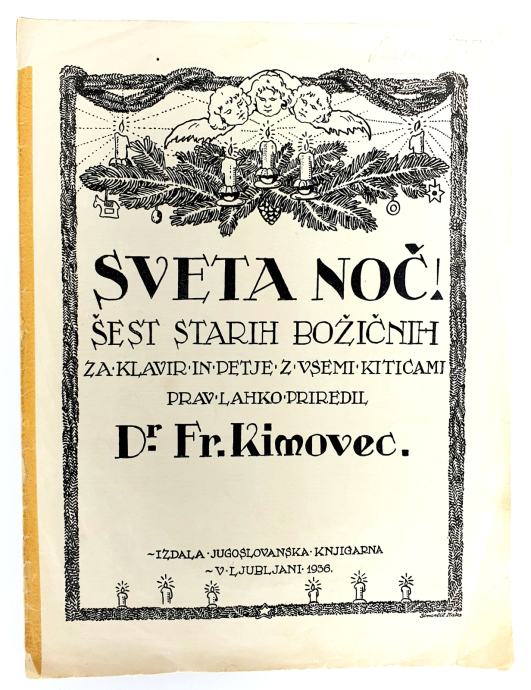 SVETA NOČ!
ŠEST STARIH BOŽIČNIH
ZA·KLAVIR·IN·PETJE·Z·VSEMI·KITICAMI
PRAV·LAHKO·PRIREDIL
Dr. Fr. Kimovec.
~IZDALA·JUGOSLOVANSKA·KNJIGARNA
~V·LJUBLJANI·1936.